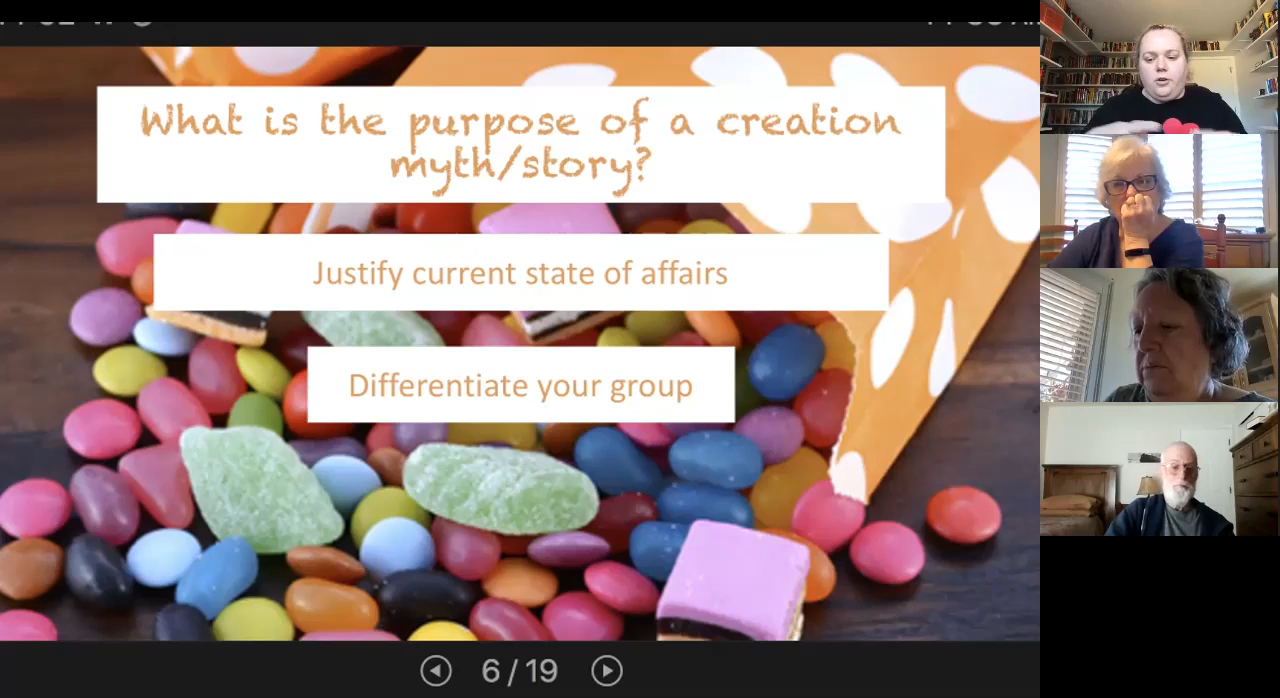 What is the purpose of a creation
myth/story?
Justify current state of affairs
Differentiate your group
6 / 19